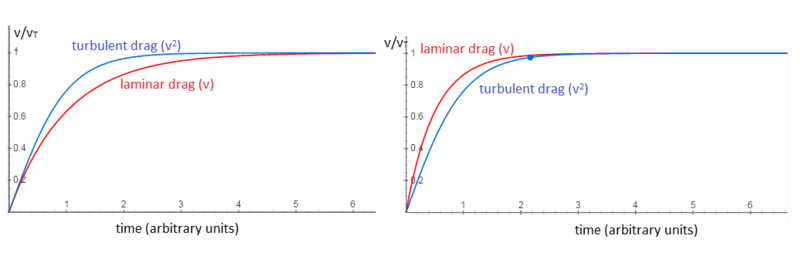 v/vT
turbulent drag (v²)
laminar drag (v)
1
0.8
0.6
0.4
0.2
1 2 3 4 5 6
time (arbitrary units)
v/vT
laminar drag (v)
turbulent drag (v²)
1
0.8
0.6
0.4
0.2
1 2 3 4 5 6
time (arbitrary units)